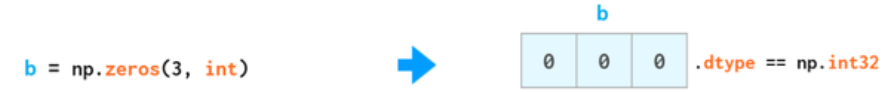 b
b = np.zeros(3, int)
0 0 0 .dtype == np.int32